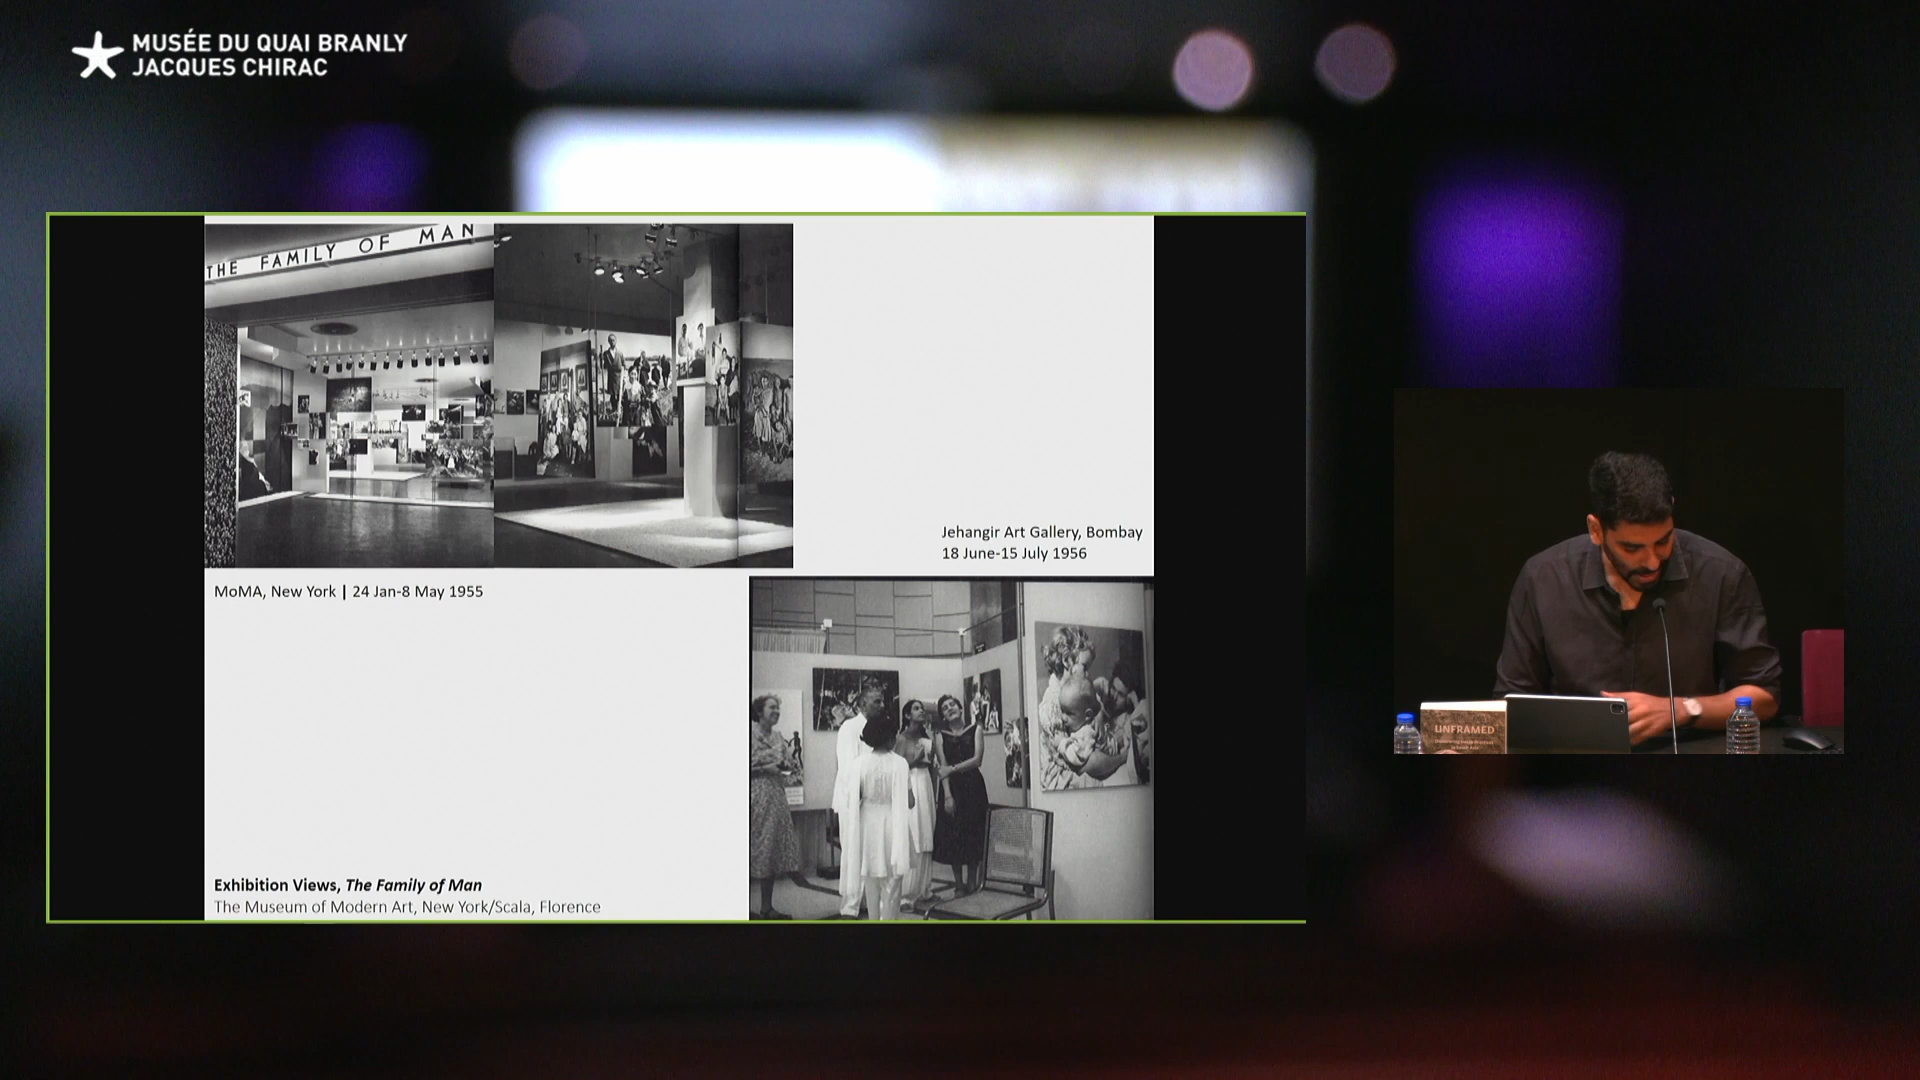 MUSÉE DU QUAI BRANLY
JACQUES CHIRAC
THE FAMILY OF MAN
Jehangir Art Gallery, Bombay
18 June-15 July 1956
MoMA, New York | 24 Jan-8 May 1955
Exhibition Views, The Family of Man
The Museum of Modern Art, New York/Scala, Florence
UNFRAMED